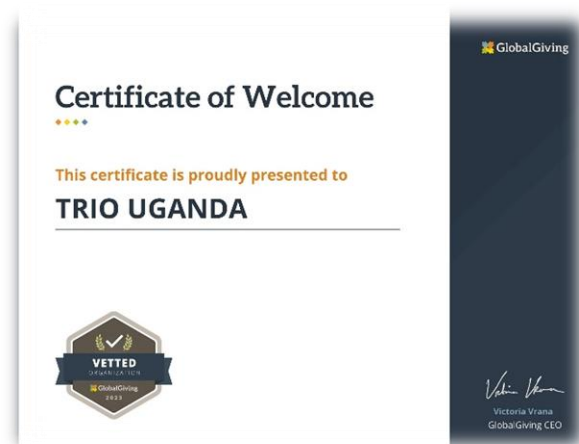 GlobalGiving
Certificate of Welcome
This certificate is proudly presented to
TRIO UGANDA
VETTED
ORGANIZATION
GlobalGiving
2023
Victoria Vrana
GlobalGiving CEO